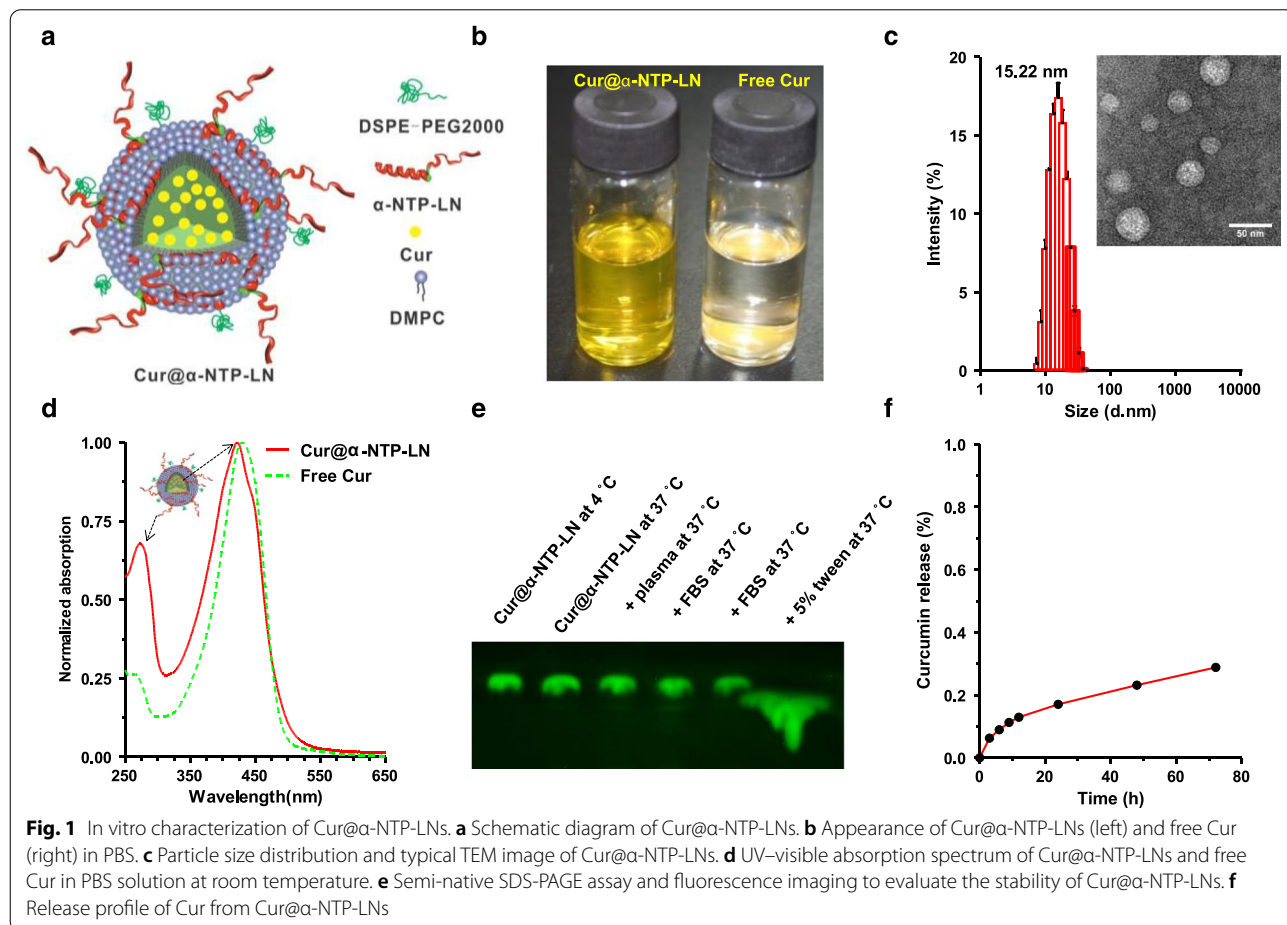 a
DSPE-PEG2000
α-NTP-LN
Cur
DMPC
Cur@α-NTP-LN
b
Cur@α-NTP-LN Free Cur
c
20
15
10
5
0
Intensity (%)
15.22 nm
50 nm
1 10 100 1000 10000
Size (d.nm)
d
1.00
0.75
0.50
0.25
0.00
Normalized absorption
Cur@α-NTP-LN
Free Cur
250 350 450 550 650
Wavelength(nm)
e
Cur@α-NTP-LN at 4 ˚C
Cur@α-NTP-LN at 37 ˚C
+ plasma at 37 ˚C
+ FBS at 37 ˚C
+ FBS at 37 ˚C
+ 5% tween at 37 ˚C
f
1.0
0.8
0.6
0.4
0.2
0.0
Curcumin release (%)
0 20 40 60 80
Time (h)
Fig. 1 In vitro characterization of Cur@α-NTP-LNs. a Schematic diagram of Cur@α-NTP-LNs. b Appearance of Cur@α-NTP-LNs (left) and free Cur
(right) in PBS. c Particle size distribution and typical TEM image of Cur@α-NTP-LNs. d UV–visible absorption spectrum of Cur@α-NTP-LNs and free
Cur in PBS solution at room temperature. e Semi-native SDS-PAGE assay and fluorescence imaging to evaluate the stability of Cur@α-NTP-LNs. f
Release profile of Cur from Cur@α-NTP-LNs